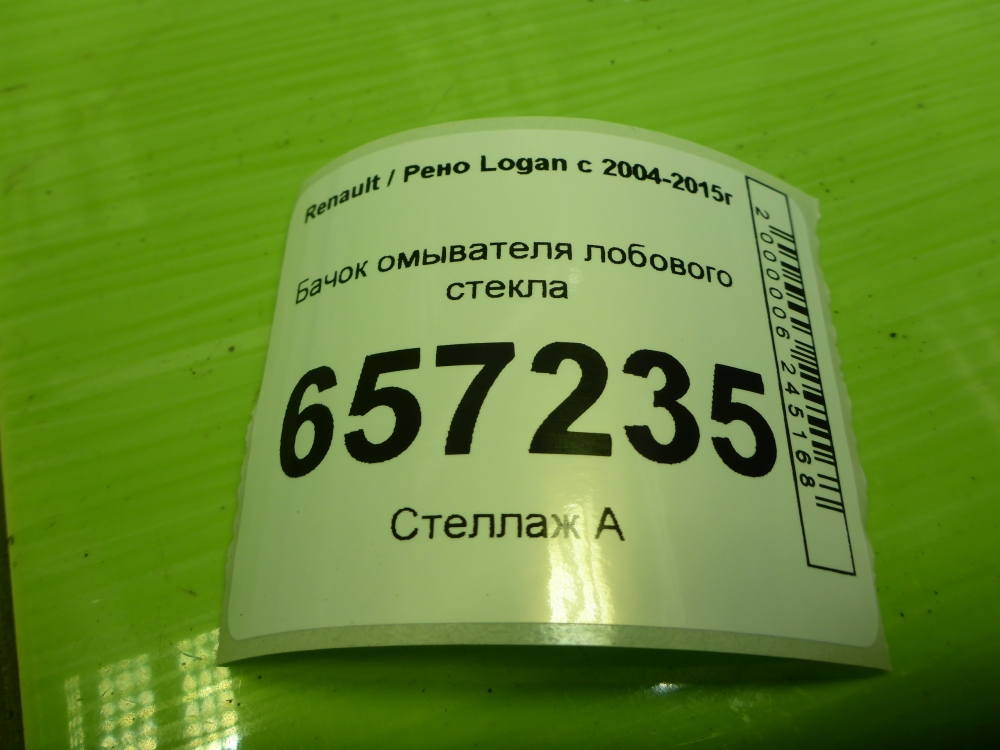 Renault / Рено Logan с 2004-2015г
Бачок омывателя лобового
стекла
657235
Стеллаж А
2000006245168